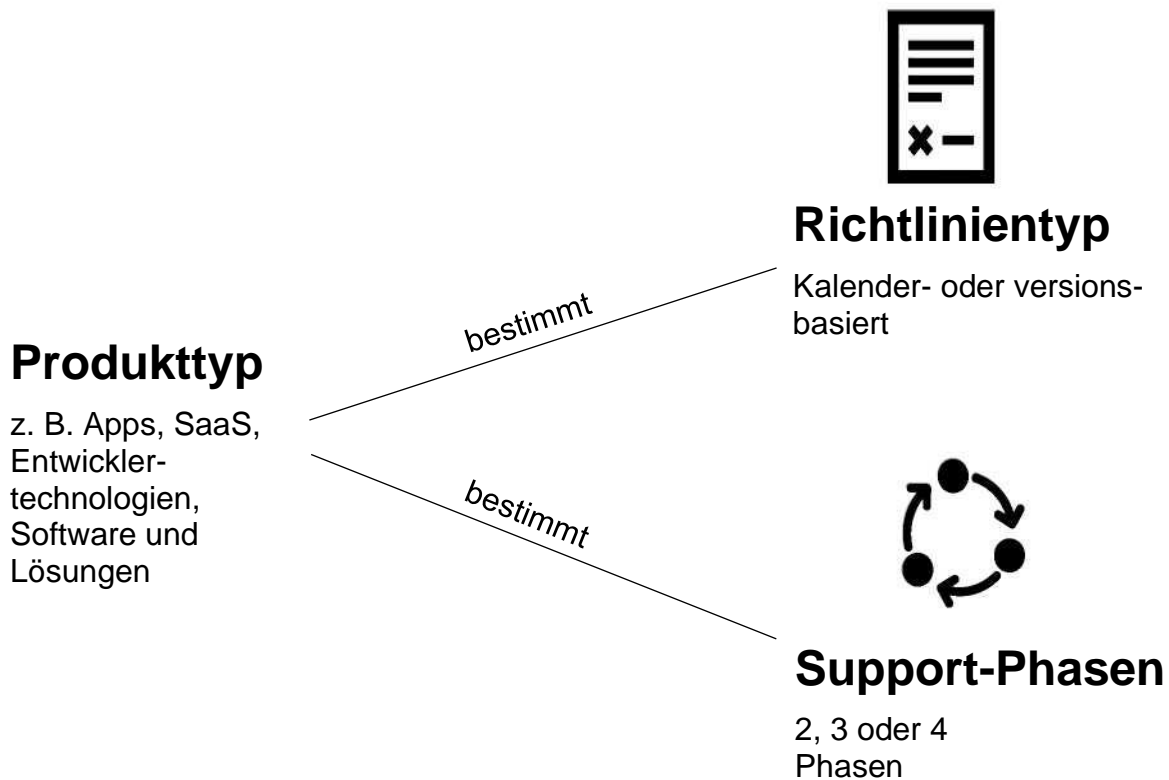 Produkttyp
z. B. Apps, SaaS,
Entwickler-
technologien,
Software und
Lösungen
bestimmt
bestimmt
Richtlinientyp
Kalender- oder versions-
basiert
Support-Phasen
2, 3 oder 4
Phasen